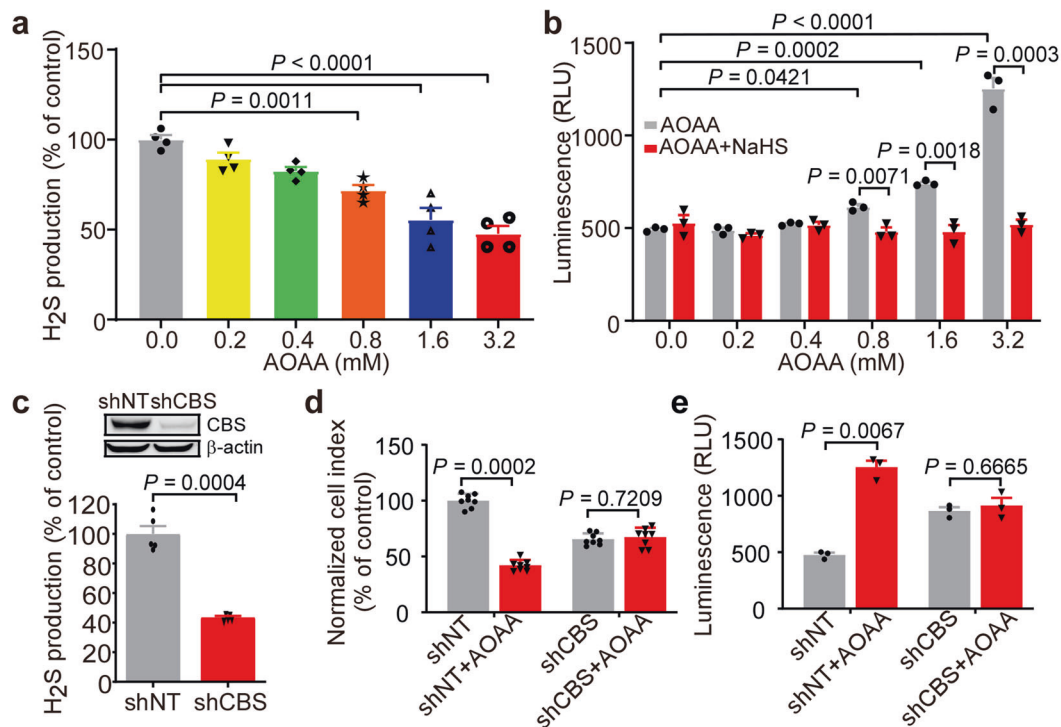 a
H2S production (% of control)
150
100
50
0
P < 0.0001
P = 0.0011
0.0 0.2 0.4 0.8 1.6 3.2
AOAA (mM)
b
Luminescence (RLU)
1500
1000
500
0
P < 0.0001
P = 0.0002
P = 0.0421
P = 0.0003
AOAA
AOAA+NaHS
P = 0.0018
P = 0.0071
0.0 0.2 0.4 0.8 1.6 3.2
AOAA (mM)
c
shNT shCBS
CBS
β-actin
H2S production (% of control)
120
100
80
60
40
20
0
P = 0.0004
shNT shCBS
d
Normalized cell index
(% of control)
150
100
50
0
P = 0.0002
P = 0.7209
shNT
shNT+AOAA
shCBS
shCBS+AOAA
e
Luminescence (RLU)
1500
1000
500
0
P = 0.0067
P = 0.6665
shNT
shNT+AOAA
shCBS
shCBS+AOAA